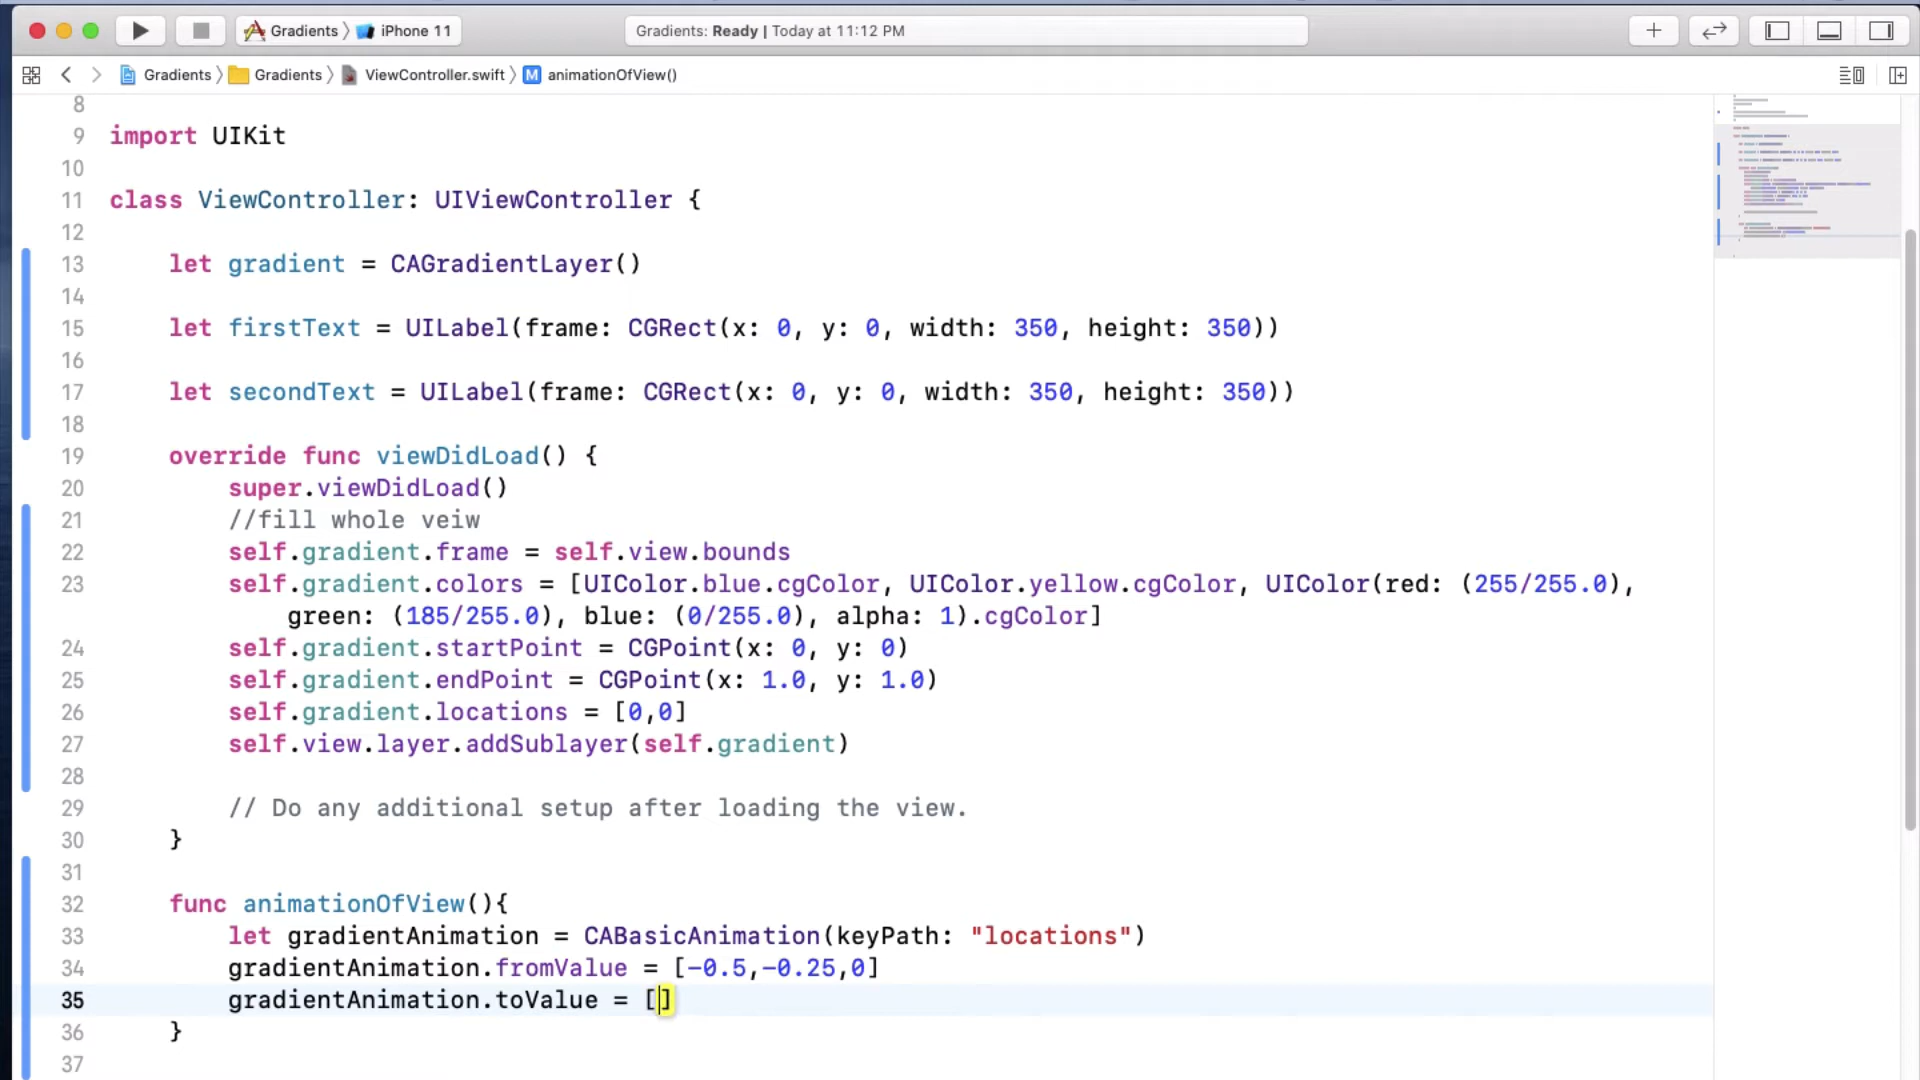 Gradients 〉 iPhone 11
Gradients: Ready | Today at 11:12 PM
Gradients 〉 Gradients 〉 ViewController.swift 〉 M animationOfView()
8
9 import UIKit
10
11 class ViewController: UIViewController {
12
13 let gradient = CAGradientLayer()
14
15 let firstText = UILabel(frame: CGRect(x: 0, y: 0, width: 350, height: 350))
16
17 let secondText = UILabel(frame: CGRect(x: 0, y: 0, width: 350, height: 350))
18
19 override func viewDidLoad() {
20 super.viewDidLoad()
21 //fill whole veiw
22 self.gradient.frame = self.view.bounds
23 self.gradient.colors = [UIColor.blue.cgColor, UIColor.yellow.cgColor, UIColor(red: (255/255.0),
green: (185/255.0), blue: (0/255.0), alpha: 1).cgColor]
24 self.gradient.startPoint = CGPoint(x: 0, y: 0)
25 self.gradient.endPoint = CGPoint(x: 1.0, y: 1.0)
26 self.gradient.locations = [0,0]
27 self.view.layer.addSublayer(self.gradient)
28
29 // Do any additional setup after loading the view.
30 }
31
32 func animationOfView(){
33 let gradientAnimation = CABasicAnimation(keyPath: "locations")
34 gradientAnimation.fromValue = [-0.5,-0.25,0]
35 gradientAnimation.toValue = []
36 }
37